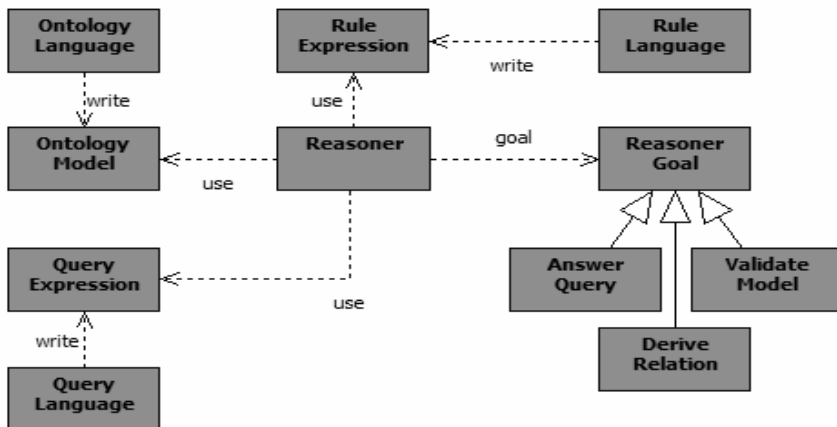 Ontology
Language
Rule
Expression
Rule
Language
write
write
use
Ontology
Model
Reasoner
goal
Reasoner
Goal
use
Query
Expression
use
Answer
Query
Validate
Model
write
Derive
Relation
Query
Language